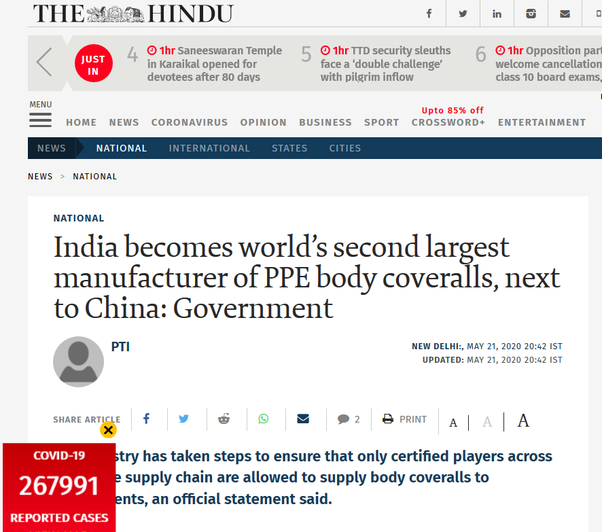 THE HINDU
JUST IN
4 1hr Saneeswaran Temple
in Karaikal opened for
devotees after 80 days
5 1hr TTD security sleuths
face a ‘double challenge’
with pilgrim inflow
6 1hr Opposition part
welcome cancellation
class 10 board exams,
MENU
Upto 85% off
HOME NEWS CORONAVIRUS OPINION BUSINESS SPORT CROSSWORD+ ENTERTAINMENT
NEWS NATIONAL INTERNATIONAL STATES CITIES
NEWS > NATIONAL
NATIONAL
India becomes world’s second largest
manufacturer of PPE body coveralls, next
to China: Government
PTI
NEW DELHI:, MAY 21, 2020 20:42 IST
UPDATED: MAY 21, 2020 20:42 IST
SHARE ARTICLE 2 PRINT A A A
stry has taken steps to ensure that only certified players across
e supply chain are allowed to supply body coveralls to
ents, an official statement said.
COVID-19
267991
REPORTED CASES